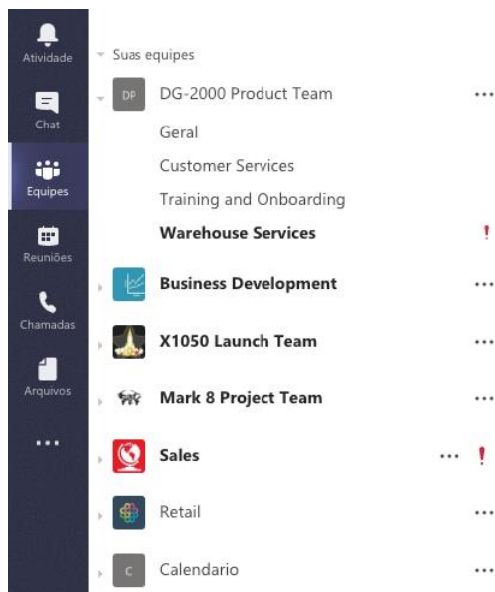 Atividade
Chat
Equipes
Reuniões
Chamadas
Arquivos
...
Suas equipes
DP DG-2000 Product Team ...
Geral
Customer Services
Training and Onboarding
Warehouse Services !
Business Development ...
X1050 Launch Team ...
Mark 8 Project Team ...
Sales ... !
Retail ...
C Calendario ...